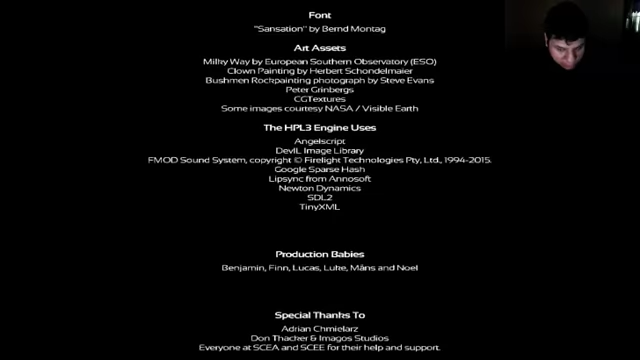 Font
"Sansation" by Bernd Montag
Art Assets
Milky Way by European Southern Observatory (ESO)
Clown Painting by Herbert Schondelmaier
Bushmen Rockpainting photograph by Steve Evans
Peter Grinbergs
CGTextures
Some images courtesy NASA / Visible Earth
The HPL3 Engine Uses
Angelscript
DevIL Image Library
FMOD Sound System, copyright © Firelight Technologies Pty, Ltd., 1994-2015.
Google Sparse Hash
Lipsync from Annosoft
Newton Dynamics
SDL2
TinyXML
Production Babies
Benjamin, Finn, Lucas, Luke, Måns and Noel
Special Thanks To
Adrian Chmielarz
Don Thacker & Imagos Studios
Everyone at SCEA and SCEE for their help and support.